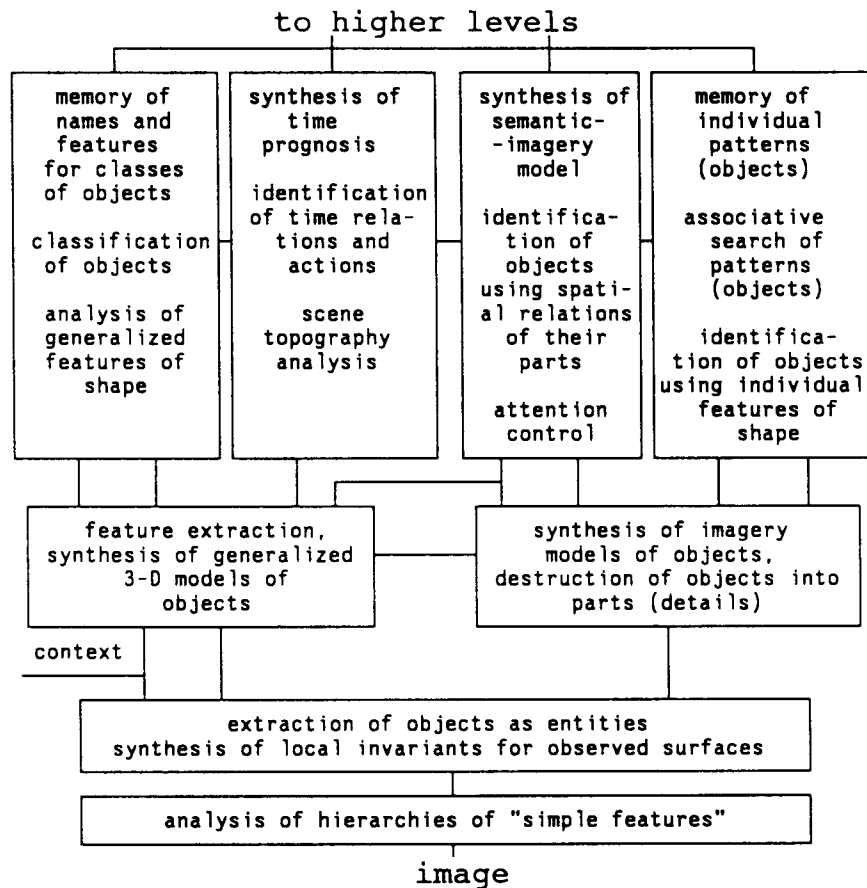 to higher levels
memory of
names and
features
for classes
of objects
classification
of objects
analysis of
generalized
features of
shape
synthesis of
time
prognosis
identification
of time rela-
tions and
actions
scene
topography
analysis
synthesis of
semantic-
-imagery
model
identifica-
tion of
objects
using spati-
al relations
of their
parts
attention
control
memory of
individual
patterns
(objects)
associative
search of
patterns
(objects)
identifica-
tion of objects
using individual
features of
shape
feature extraction,
synthesis of generalized
3-D models of
objects
synthesis of imagery
models of objects,
destruction of objects into
parts (details)
context
extraction of objects as entities
synthesis of local invariants for observed surfaces
analysis of hierarchies of "simple features"
image